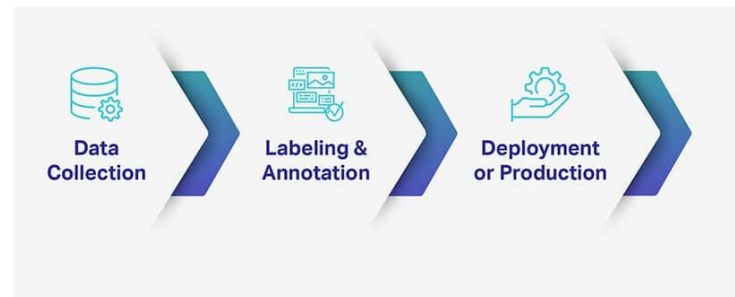 Data
Collection
Labeling &
Annotation
Deployment
or Production